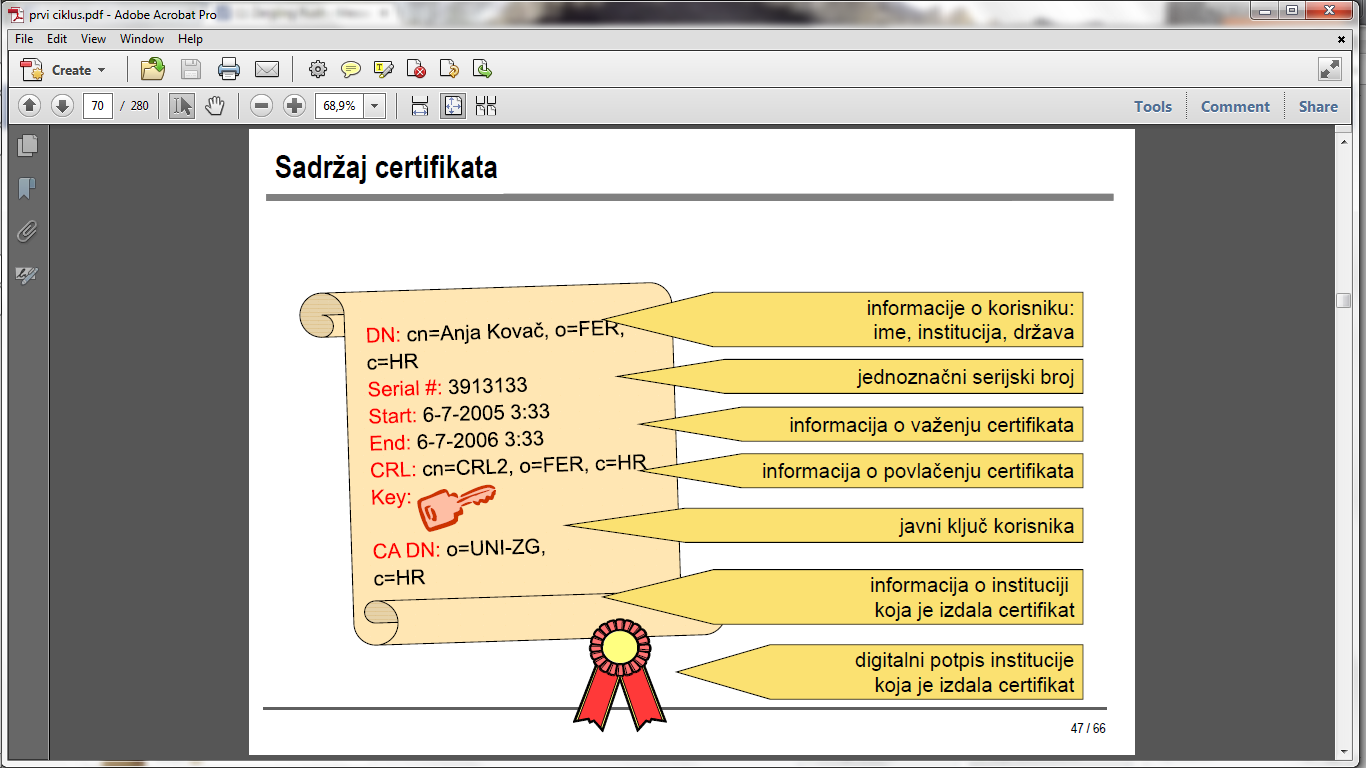 prvi ciklus.pdf - Adobe Acrobat Pro
File Edit View Window Help
Create
70 / 280 68,9% Tools Comment Share
Sadržaj certifikata
DN: cn=Anja Kovač, o=FER,
c=HR
Serial #: 3913133
Start: 6-7-2005 3:33
End: 6-7-2006 3:33
CRL: cn=CRL2, o=FER, c=HR
Key:
CA DN: o=UNI-ZG,
c=HR
informacije o korisniku:
ime, institucija, država
jednoznačni serijski broj
informacija o važenju certifikata
informacija o povlačenju certifikata
javni ključ korisnika
informacija o instituciji
koja je izdala certifikat
digitalni potpis institucije
koja je izdala certifikat
47 / 66